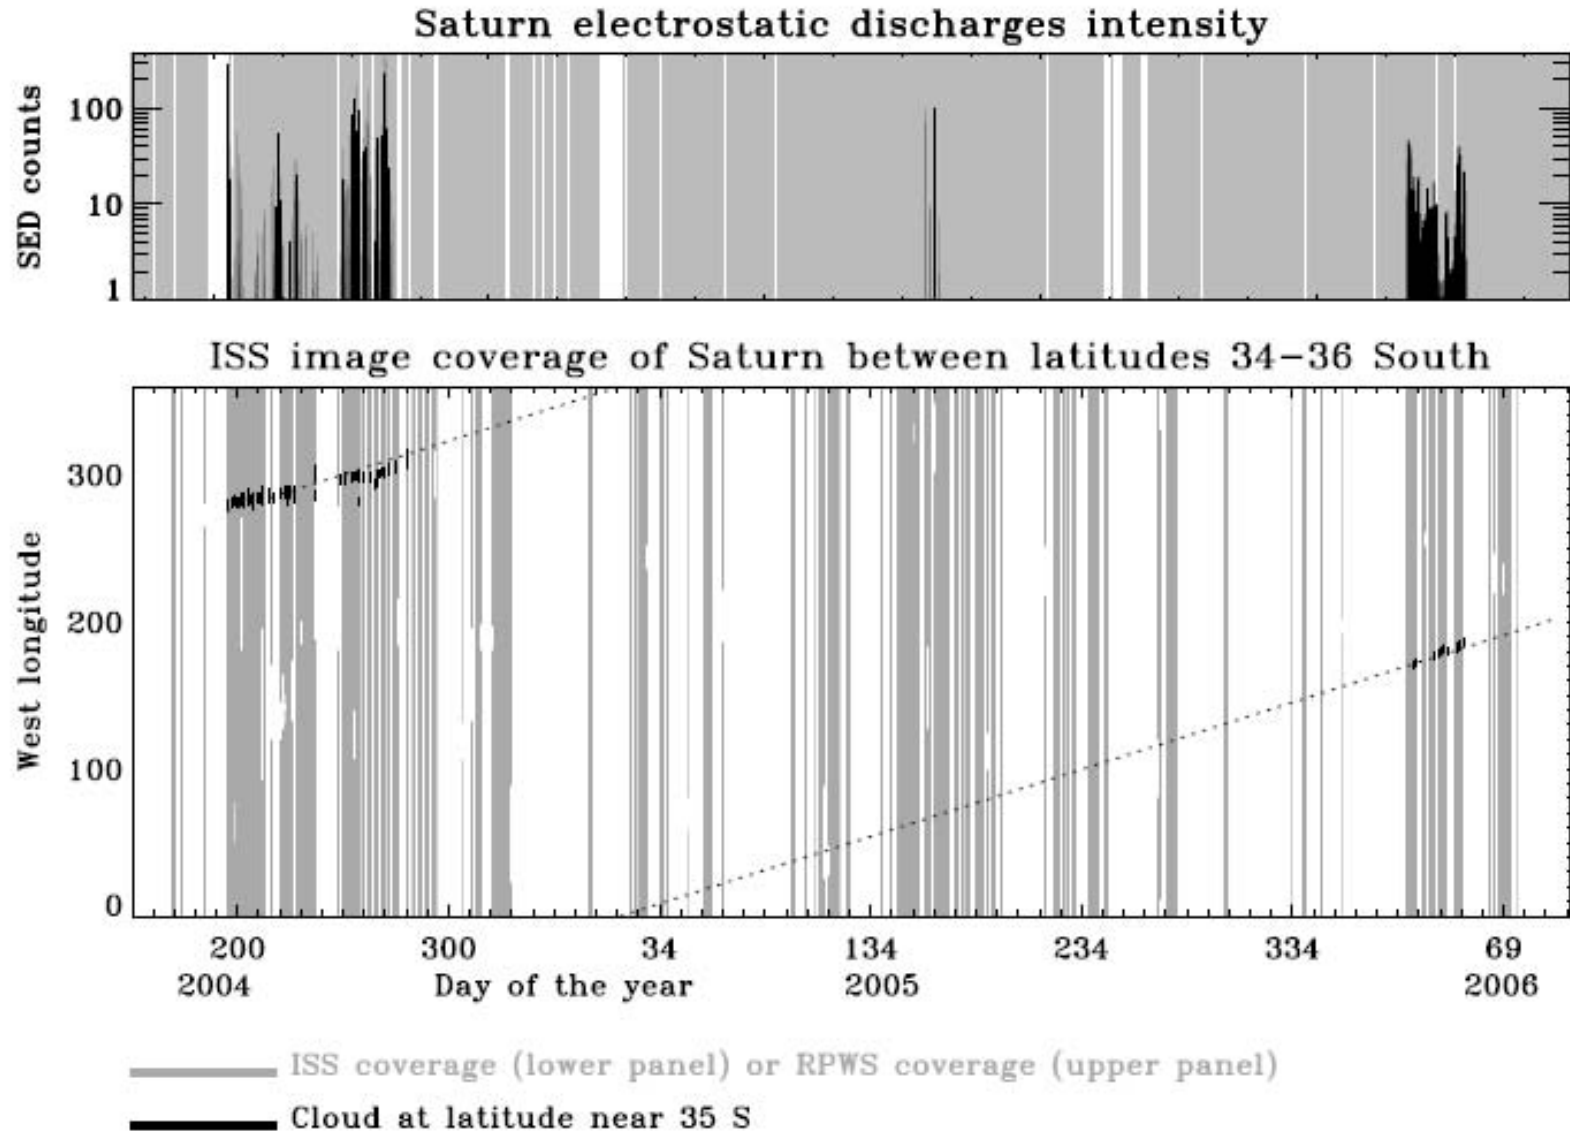 Saturn electrostatic discharges intensity
SED counts
100
10
1
ISS image coverage of Saturn between latitudes 34-36 South
West longitude
300
200
100
0
200 300 34 134 234 334 69
2004 Day of the year 2005 2006
ISS coverage (lower panel) or RPWS coverage (upper panel)
Cloud at latitude near 35 S